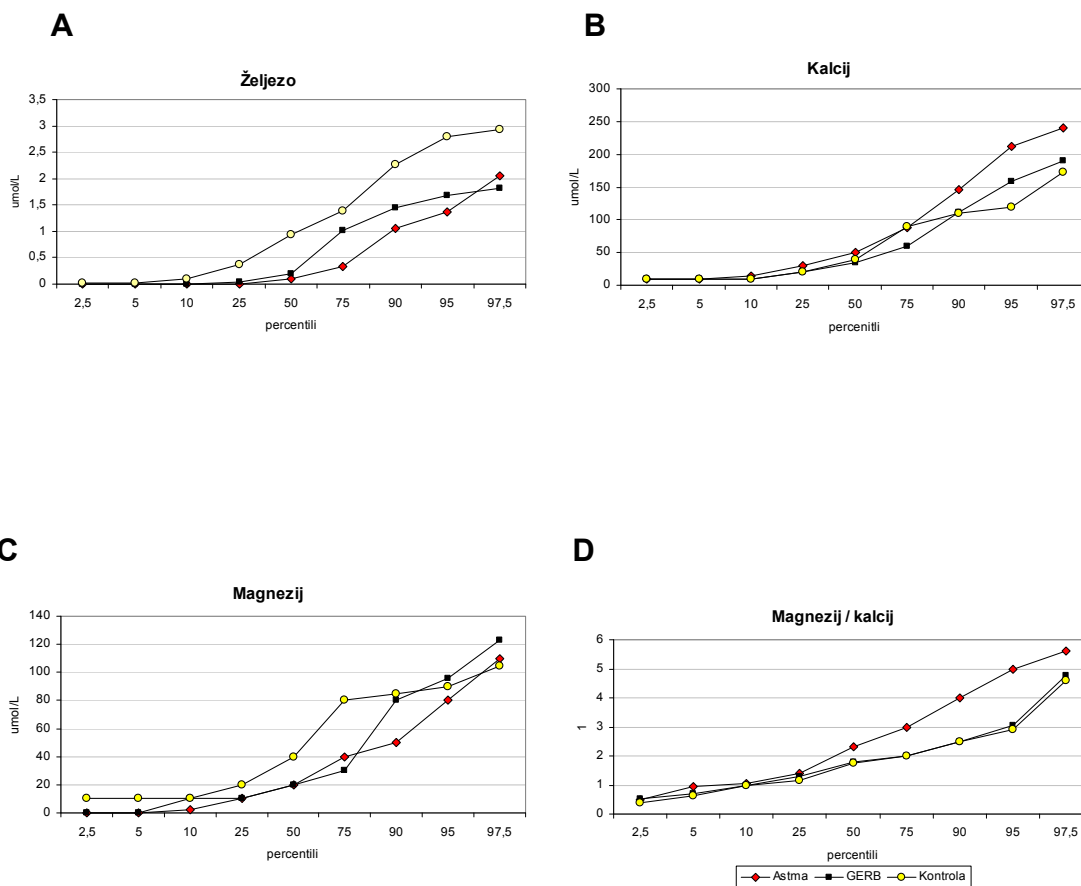 A
Željezo
3,5
3
2,5
2
1,5
1
0,5
0
umol/L
2,5 5 10 25 50 75 90 95 97,5
percentili
B
Kalcij
300
250
200
150
100
50
0
umol/L
2,5 5 10 25 50 75 90 95 97,5
percenitli
C
Magnezij
140
120
100
80
60
40
20
0
umol/L
2,5 5 10 25 50 75 90 95 97,5
percentili
D
Magnezij / kalcij
6
5
4
3
2
1
0
1
2,5 5 10 25 50 75 90 95 97,5
percentili
Astma GERB Kontrola